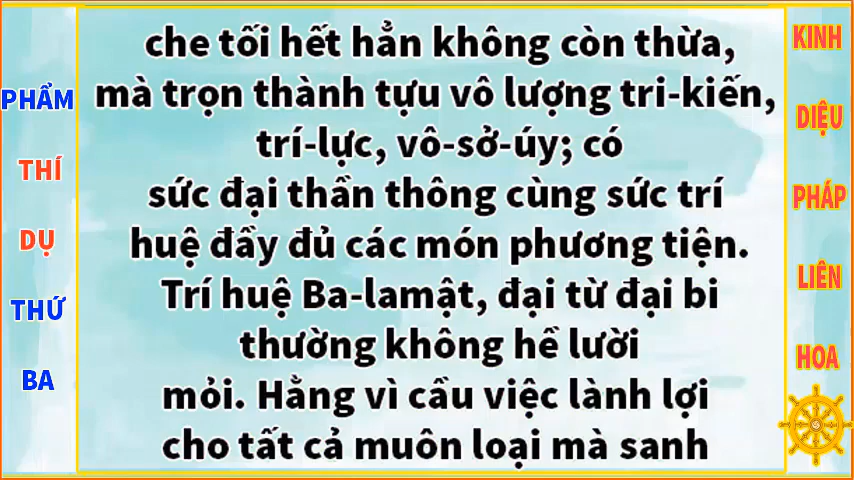 PHẨM
THÍ
DỤ
THỨ
BA
che tối hết hẳn không còn thừa,
mà trọn thành tựu vô lượng tri-kiến,
trí-lực, vô-sở-úy; có
sức đại thần thông cùng sức trí
huệ đầy đủ các món phương tiện.
Trí huệ Ba-lamật, đại từ đại bi
thường không hề lười
mỏi. Hằng vì cầu việc lành lợi
cho tất cả muôn loại mà sanh
KINH
DIỆU
PHÁP
LIÊN
HOA